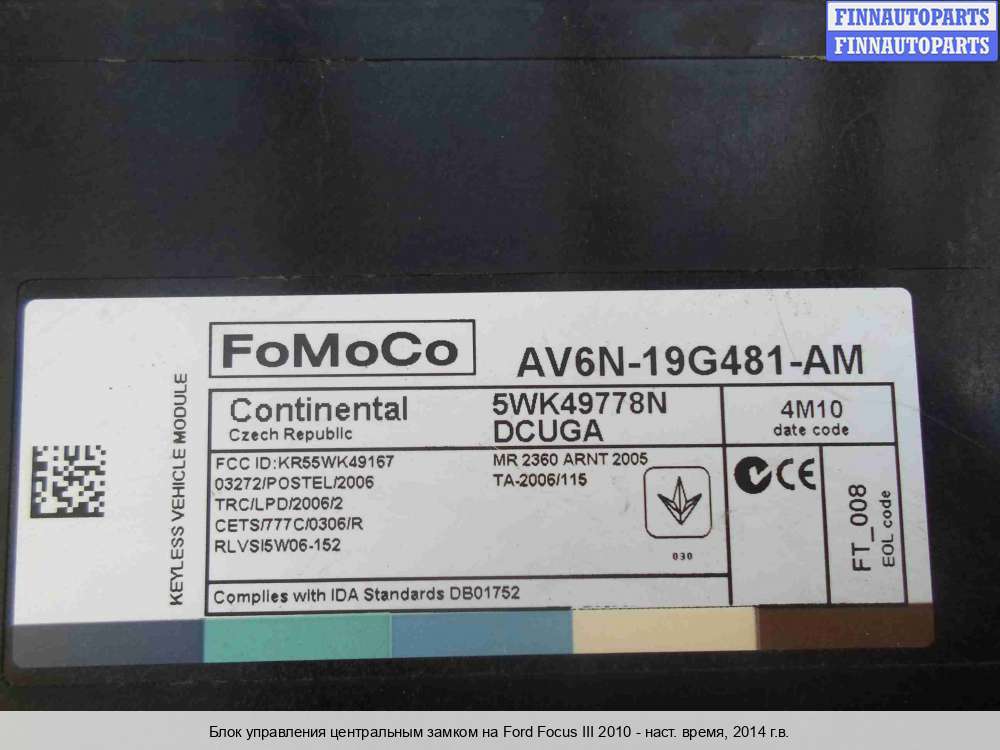 FINNAUTOPARTS
FINNAUTOPARTS
FoMoCo
AV6N-19G481-AM
KEYLESS VEHICLE MODULE
Continental
Czech Republic
5WK49778N
DCUGA
4M10
date code
FCC ID:KR55WK49167
03272/POSTEL/2006
TRC/LPD/2006/2
CETS/777C/0306/R
RLVSI5W06-152
MR 2360 ARNT 2005
TA-2006/115
030
CE
FT_008
EOL code
Complies with IDA Standards DB01752
Блок управления центральным замком на Ford Focus III 2010 - наст. время, 2014 г.в.